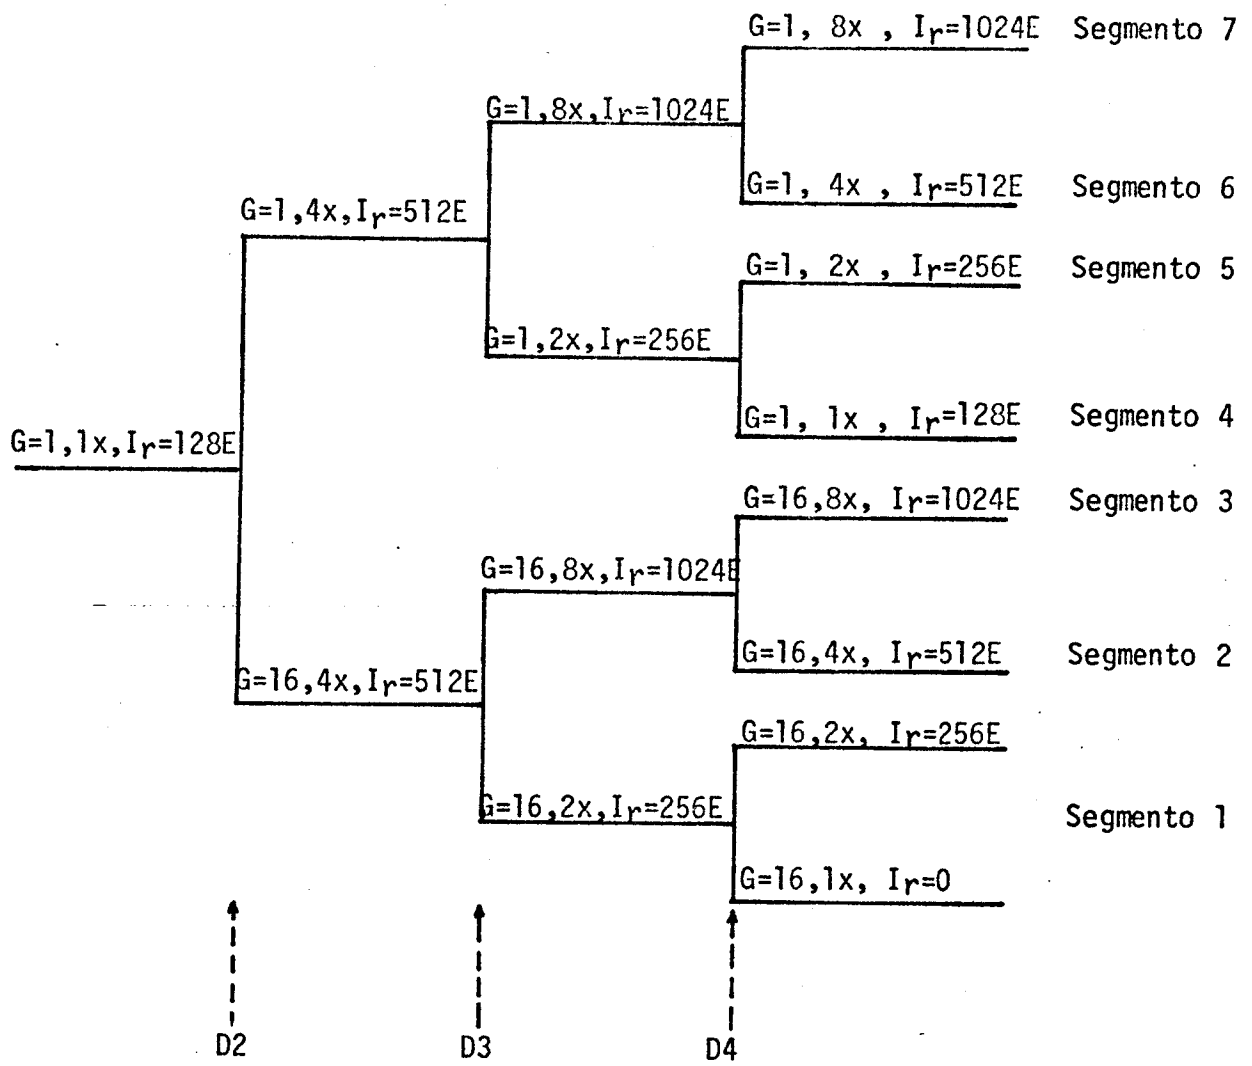 G=1, 8x , Ir=1024E Segmento 7
G=1,8x,Ir=1024E
G=1, 4x , Ir=512E Segmento 6
G=1,4x,Ir=512E
G=1, 2x , Ir=256E Segmento 5
G=1,2x,Ir=256E
G=1, 1x , Ir=128E Segmento 4
G=1,1x,Ir=128E
G=16,8x, Ir=1024E Segmento 3
G=16,8x,Ir=1024E
G=16,4x, Ir=512E Segmento 2
G=16,4x,Ir=512E
G=16,2x, Ir=256E
G=16,2x,Ir=256E
Segmento 1
G=16,1x, Ir=0
D2 D3 D4